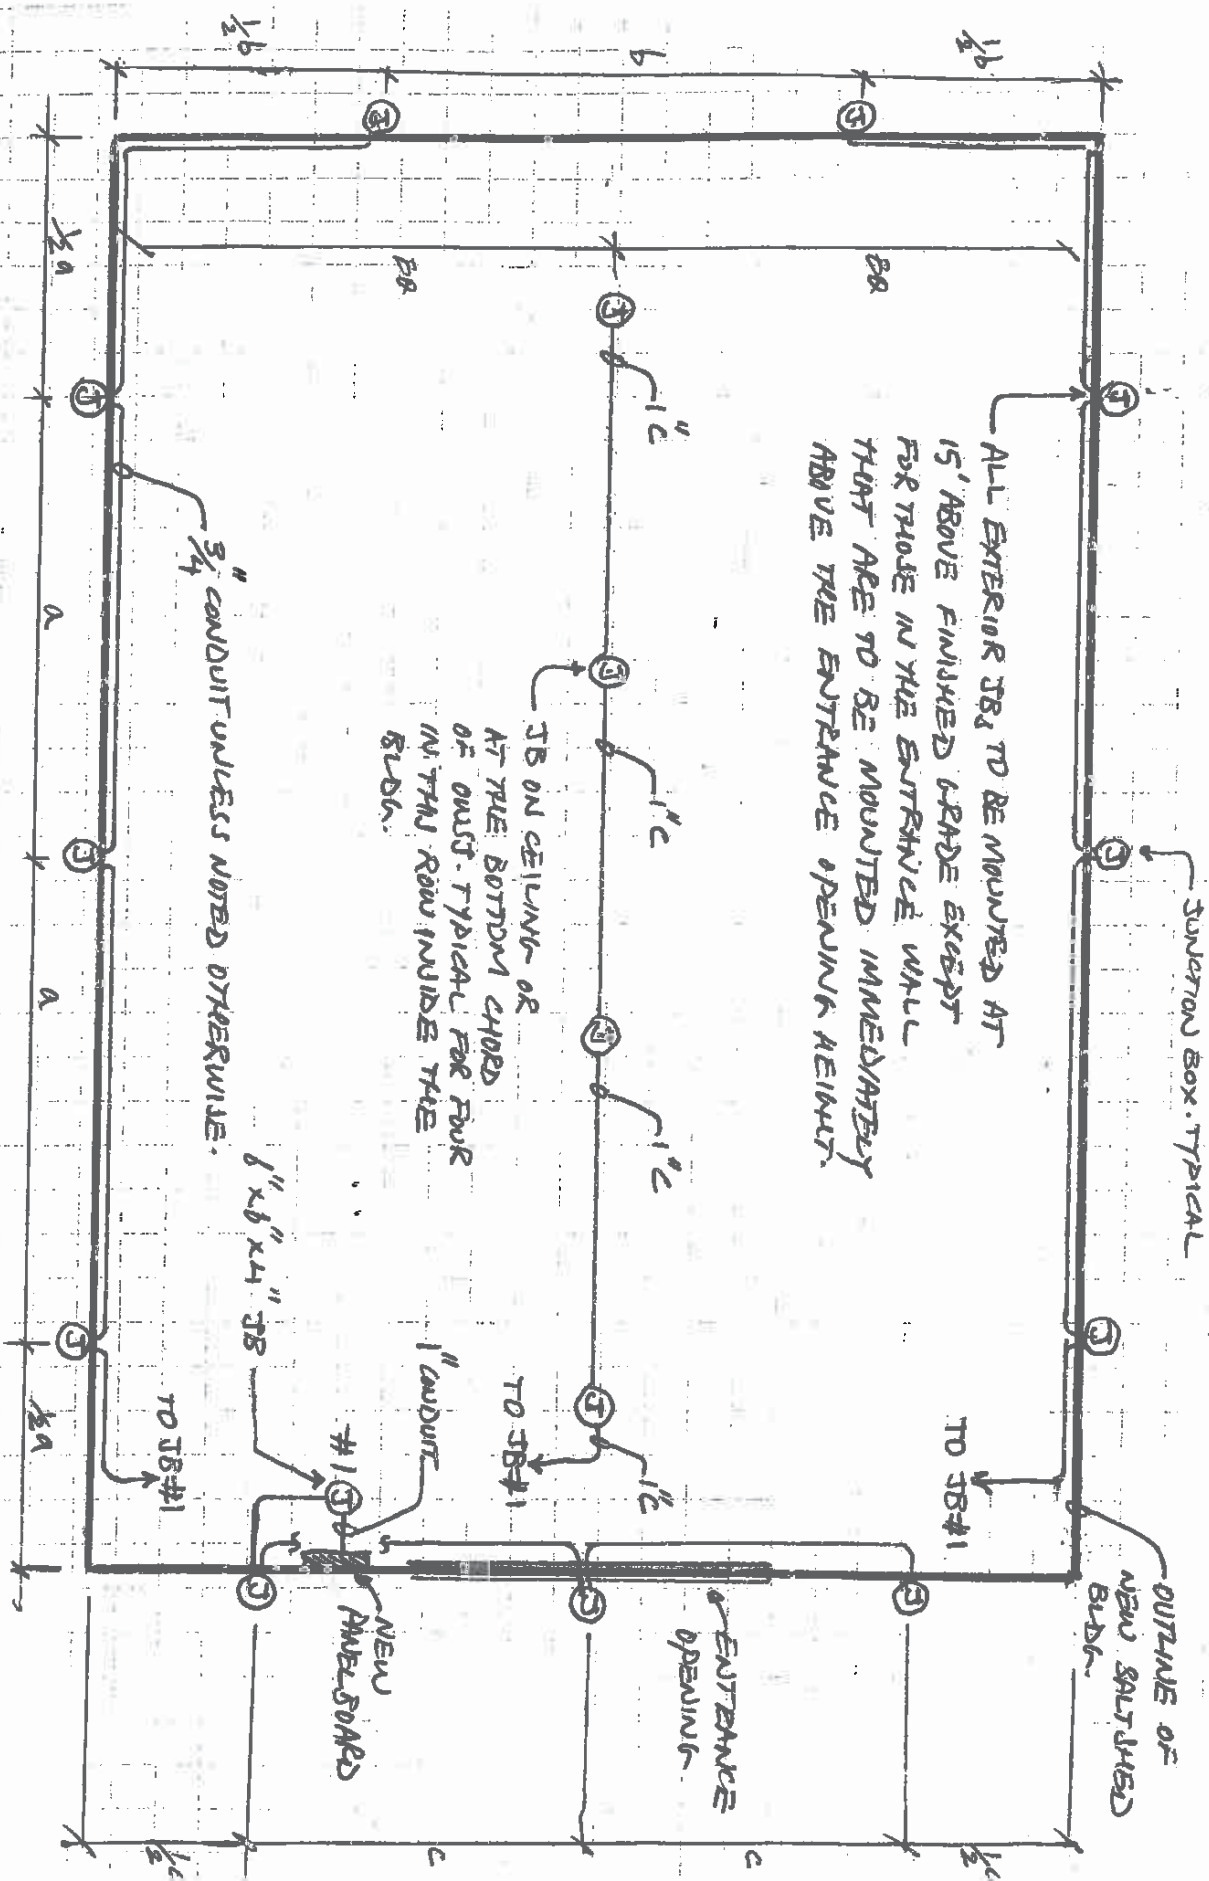 JUNCTION BOX. TYPICAL
OUTLINE OF
NEW SALT SHED
BLDG.
½b
b
½b
J
J
J
J
J
ALL EXTERIOR JBs TO BE MOUNTED AT
15' ABOVE FINISHED GRADE EXCEPT
FOR THOSE IN THE ENTRANCE WALL
THAT ARE TO BE MOUNTED IMMEDIATELY
ABOVE THE ENTRANCE OPENING HEIGHT.
TO JB#1
EQ
EQ
J
1"C
J
1"C
J
1"C
J
1"C
TO JB#1
JB ON CEILING OR
AT THE BOTTOM CHORD
OF
TYPICAL FOR FOUR
IN THIS ROW INSIDE THE
BLDG.
ENTRANCE
OPENING
J
J
J
1" CONDUIT
#1
J
NEW
PANELBOARD
6"x6"x4" JB
3/4" CONDUIT UNLESS NOTED OTHERWISE.
TO JB#1
J
J
J
½a
a
a
½a
½c
c
c
½c